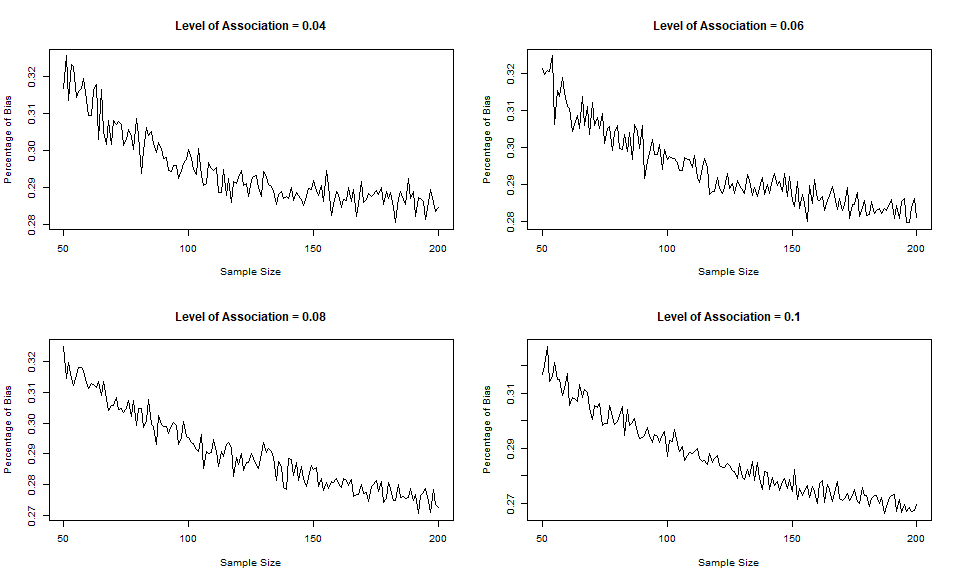 Level of Association = 0.04
Percentage of Bias
0.32
0.31
0.30
0.29
0.28
50 100 150 200
Sample Size
Level of Association = 0.06
Percentage of Bias
0.32
0.31
0.30
0.29
0.28
50 100 150 200
Sample Size
Level of Association = 0.08
Percentage of Bias
0.32
0.31
0.30
0.29
0.28
0.27
50 100 150 200
Sample Size
Level of Association = 0.1
Percentage of Bias
0.31
0.29
0.27
50 100 150 200
Sample Size